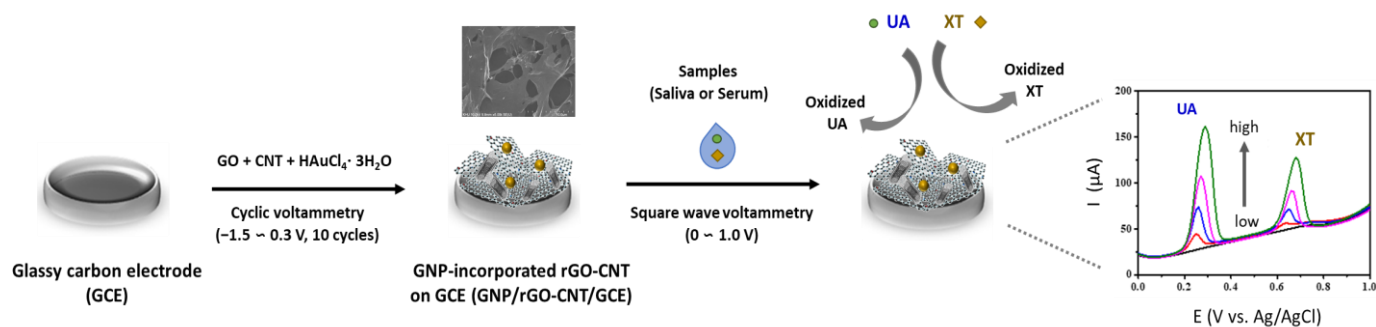 GO + CNT + HAuCl₄· 3H₂O
Cyclic voltammetry
(−1.5 ∽ 0.3 V, 10 cycles)
Glassy carbon electrode
(GCE)
GNP-incorporated rGO-CNT
on GCE (GNP/rGO-CNT/GCE)
Samples
(Saliva or Serum)
Square wave voltammetry
(0 ∽ 1.0 V)
UA XT
Oxidized
UA
Oxidized
XT
200
150
100
50
0
I (μA)
UA
high
low
XT
0.0 0.2 0.4 0.6 0.8 1.0
E (V vs. Ag/AgCl)